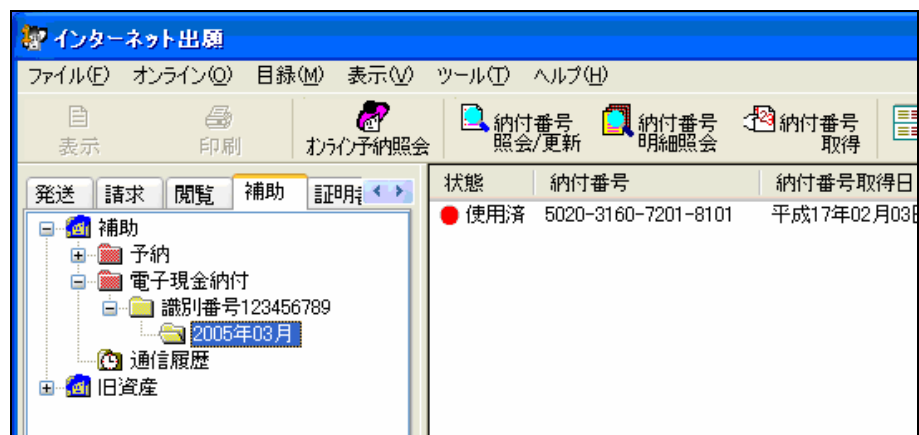 インターネット出願
ファイル(F) オンライン(O) 目録(M) 表示(V) ツール(T) ヘルプ(H)
表示 印刷 オンライン予納照会 納付番号照会/更新 納付番号明細照会 納付番号取得
発送 請求 閲覧 補助 証明
状態 納付番号 納付番号取得日
使用済 5020-3160-7201-8101 平成17年02月03
補助
予納
電子現金納付
識別番号123456789
2005年03月
通信履歴
旧資産